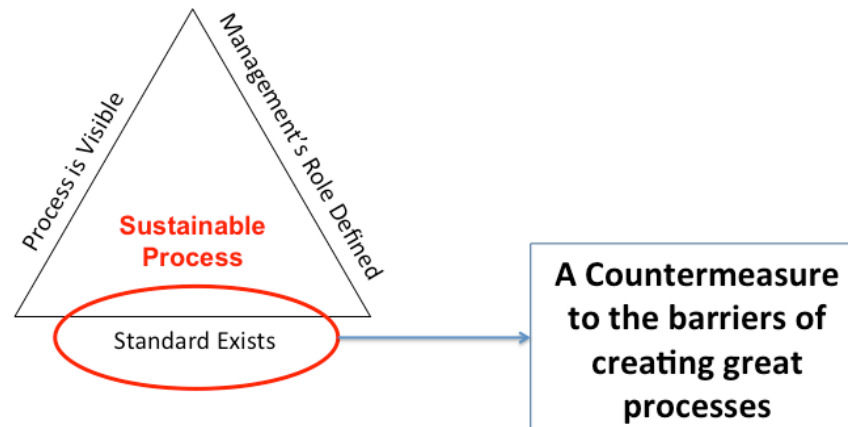 Process is Visible
Management's Role Defined
Sustainable
Process
Standard Exists
A Countermeasure
to the barriers of
creating great
processes